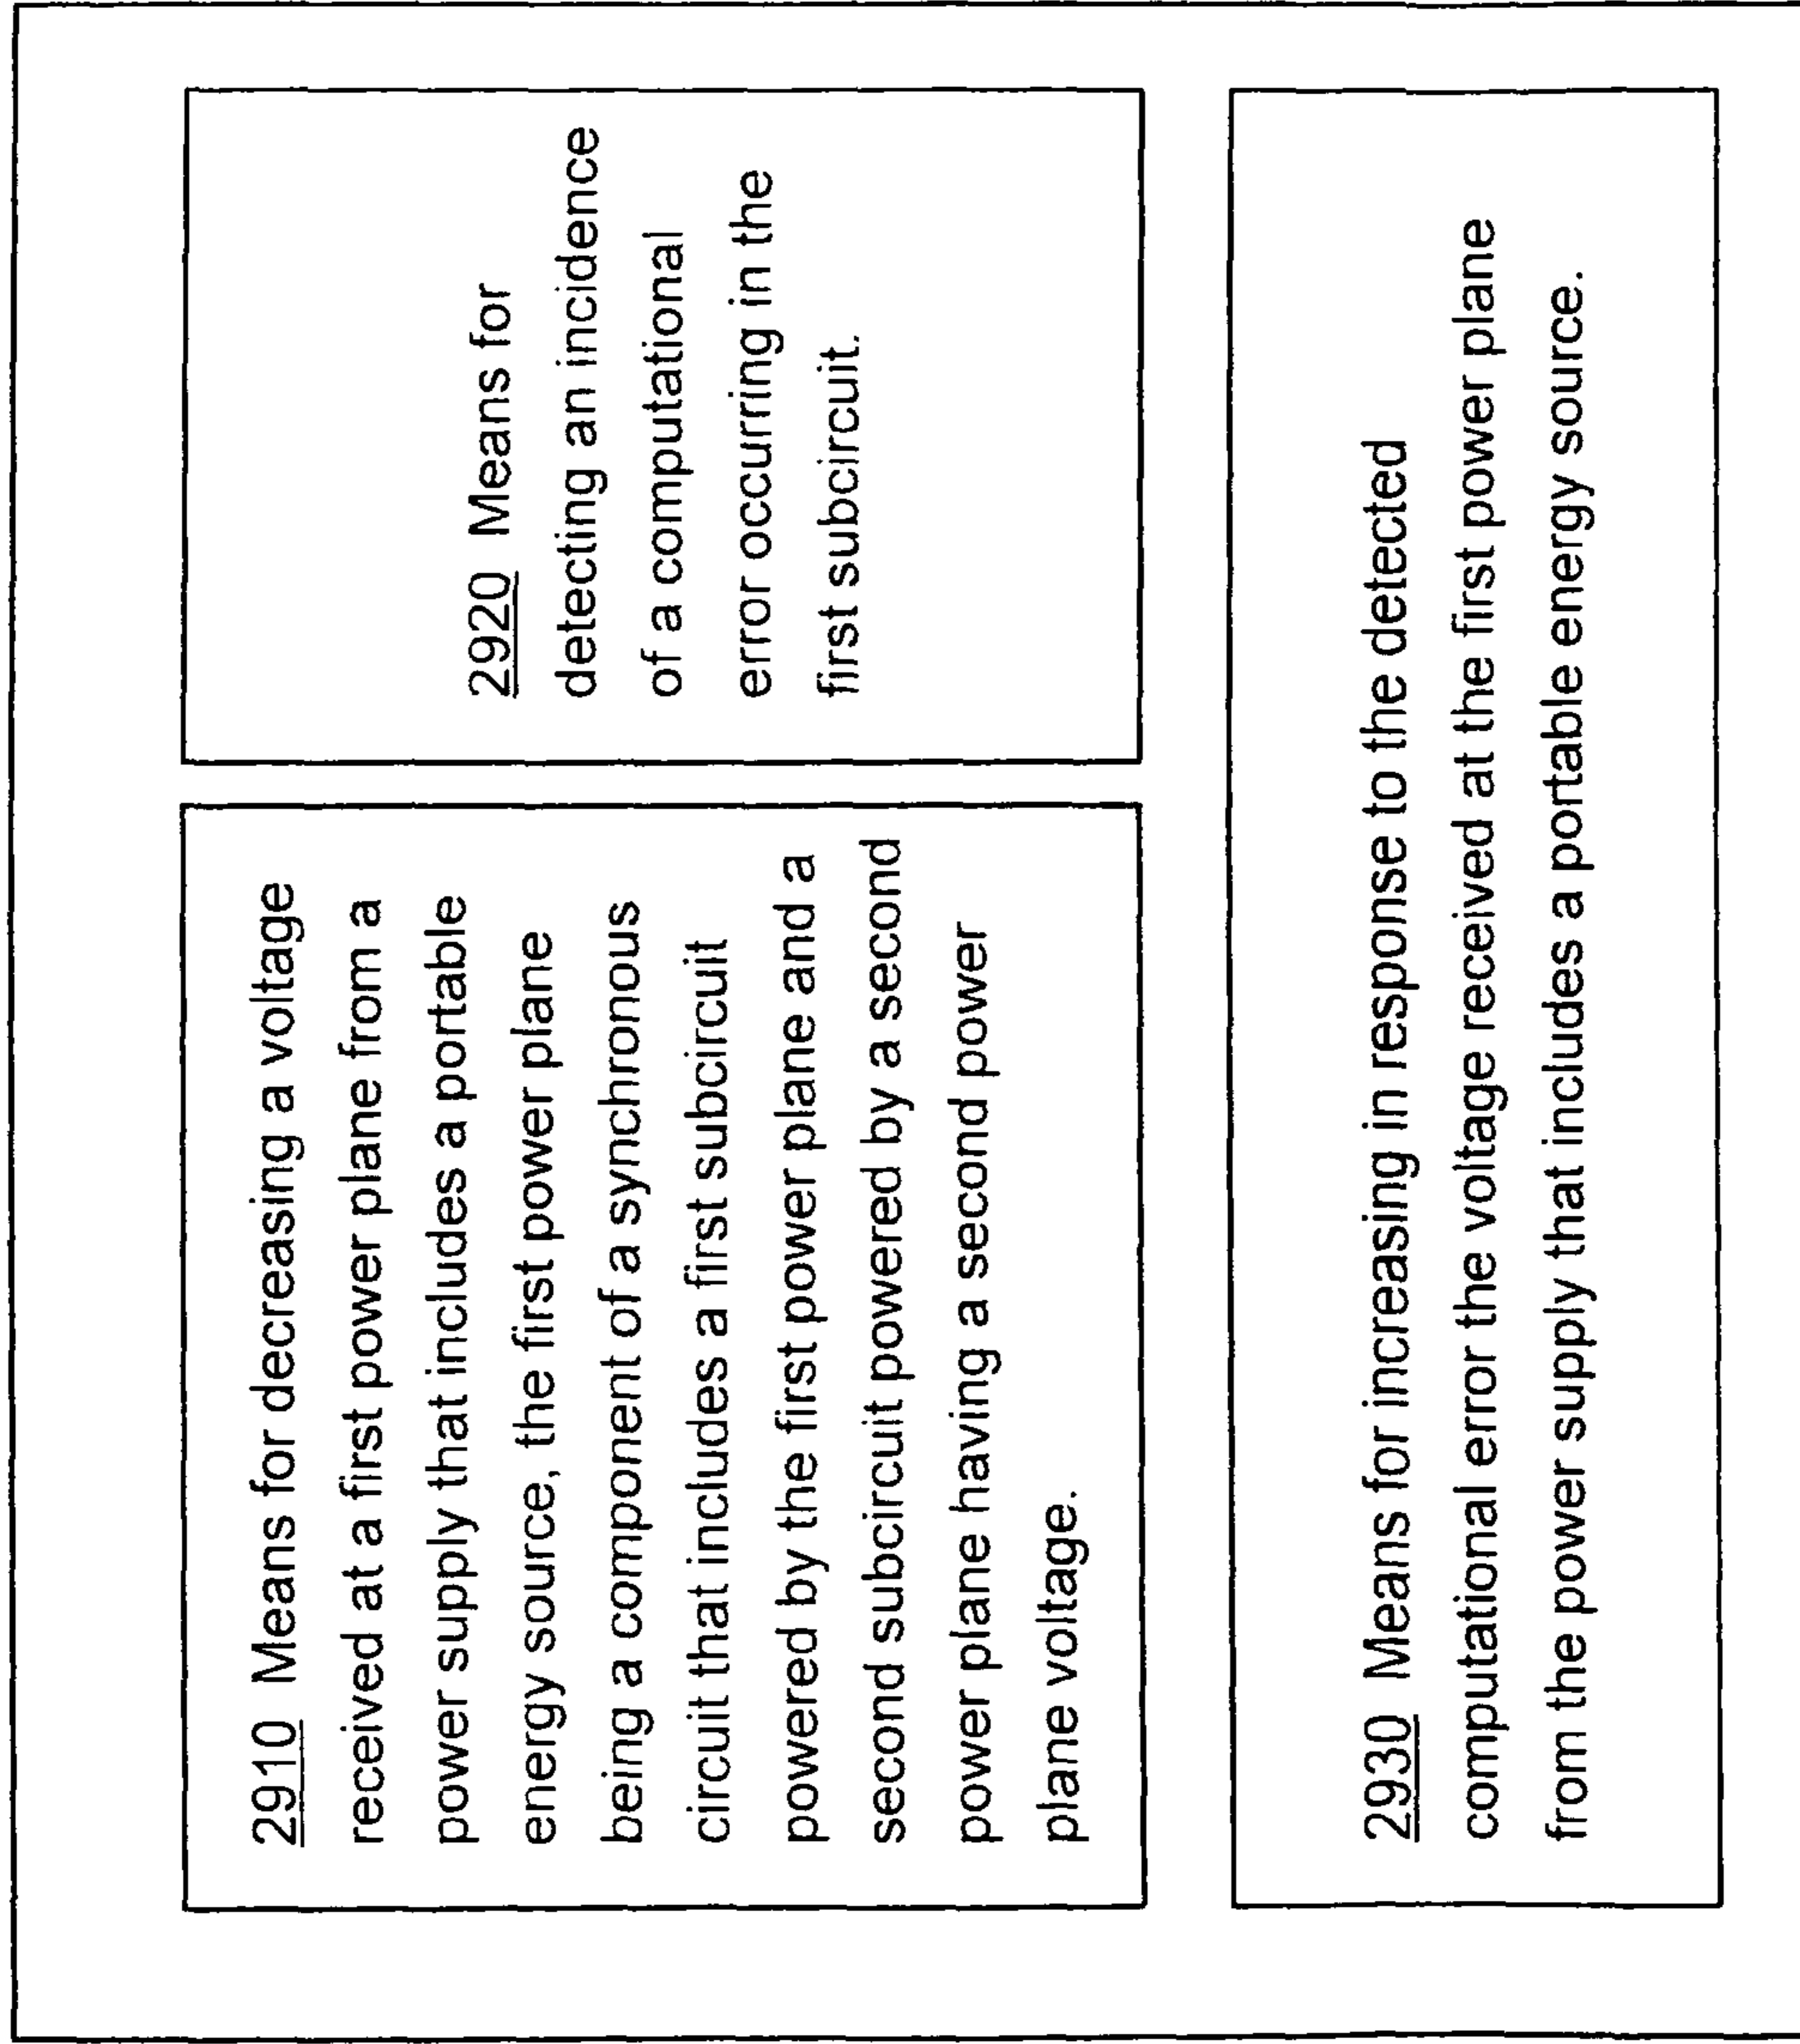 2910 Means for decreasing a voltage
received at a first power plane from a
power supply that includes a portable
energy source, the first power plane
being a component of a synchronous
circuit that includes a first subcircuit
powered by the first power plane and a
second subcircuit powered by a second
power plane having a second power
plane voltage.
2920 Means for
detecting an incidence
of a computational
error occurring in the
first subcircuit.
2930 Means for increasing in response to the detected
computational error the voltage received at the first power plane
from the power supply that includes a portable energy source.